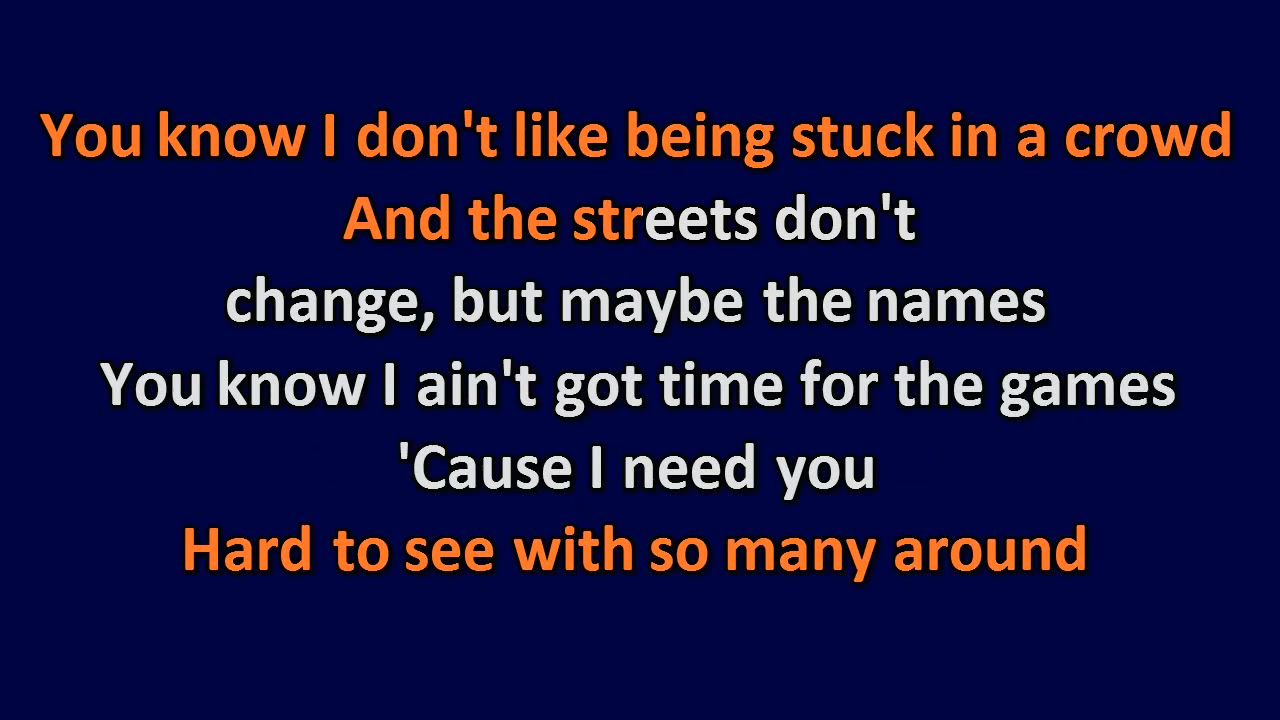 You know I don't like being stuck in a crowd
And the streets don't
change, but maybe the names
You know I ain't got time for the games
'Cause I need you
Hard to see with so many around